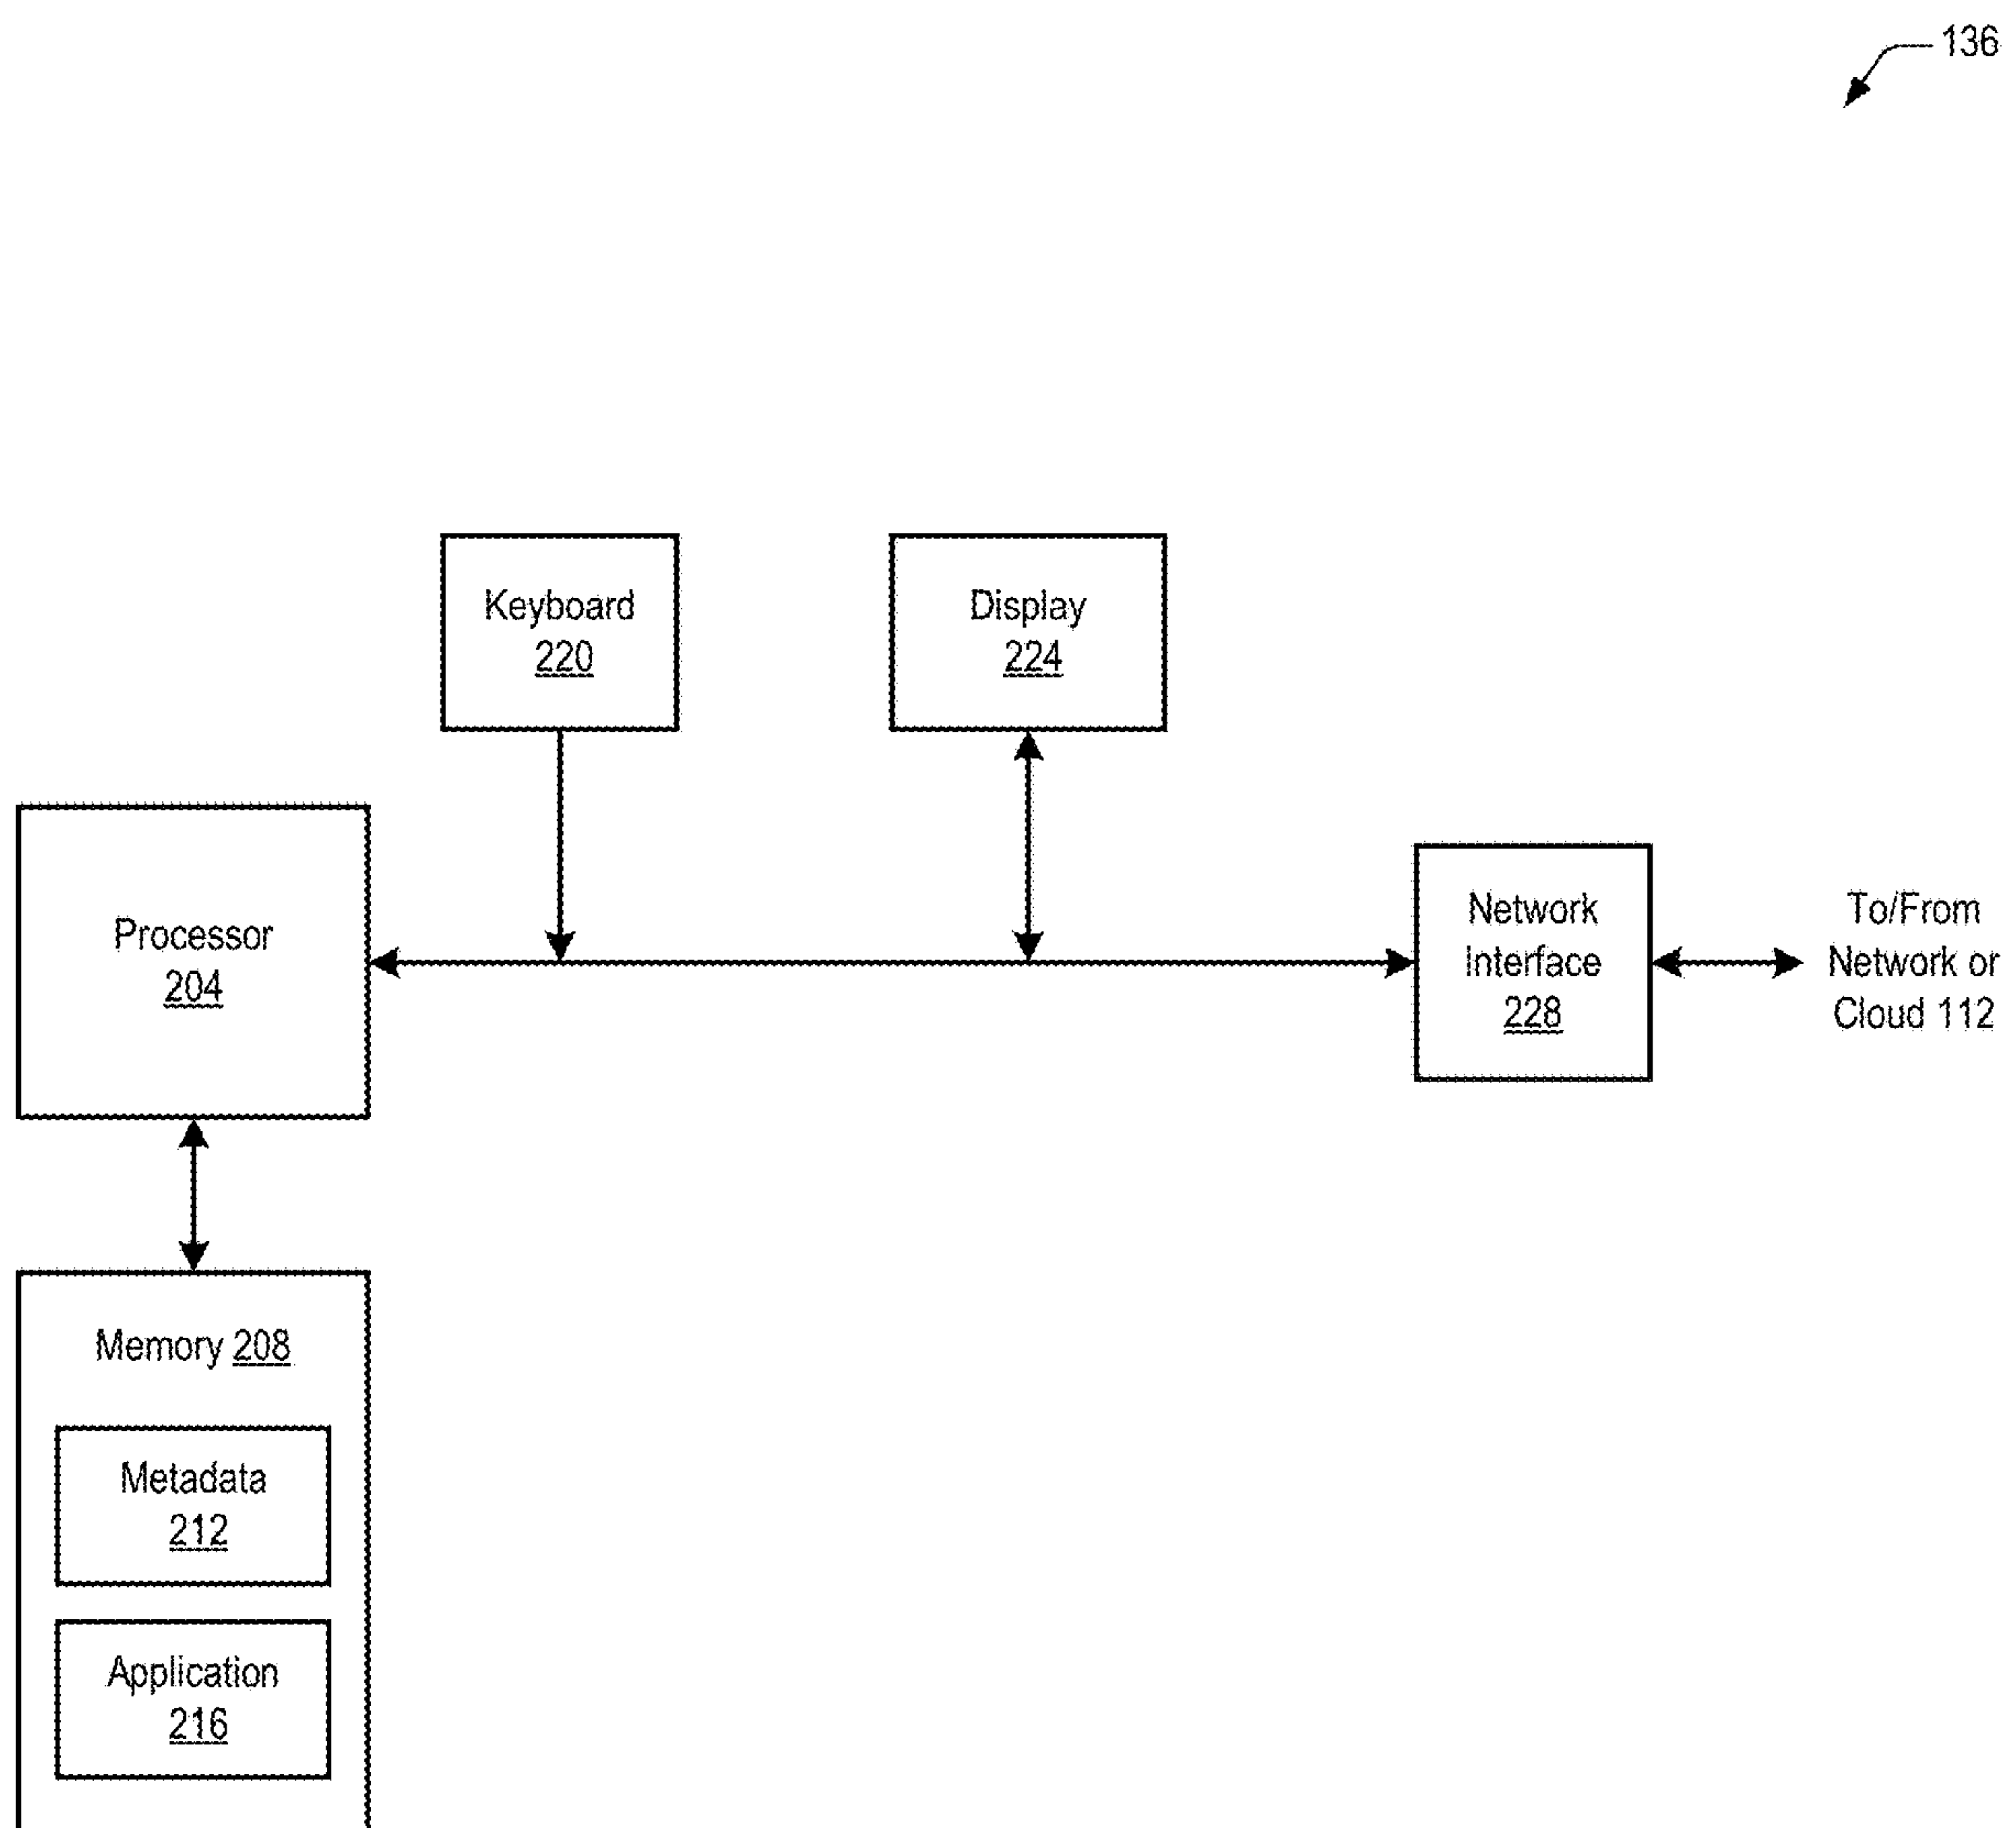 136
Keyboard
220
Display
224
Processor
204
Network
Interface
228
To/From
Network or
Cloud 112
Memory 208
Metadata
212
Application
216